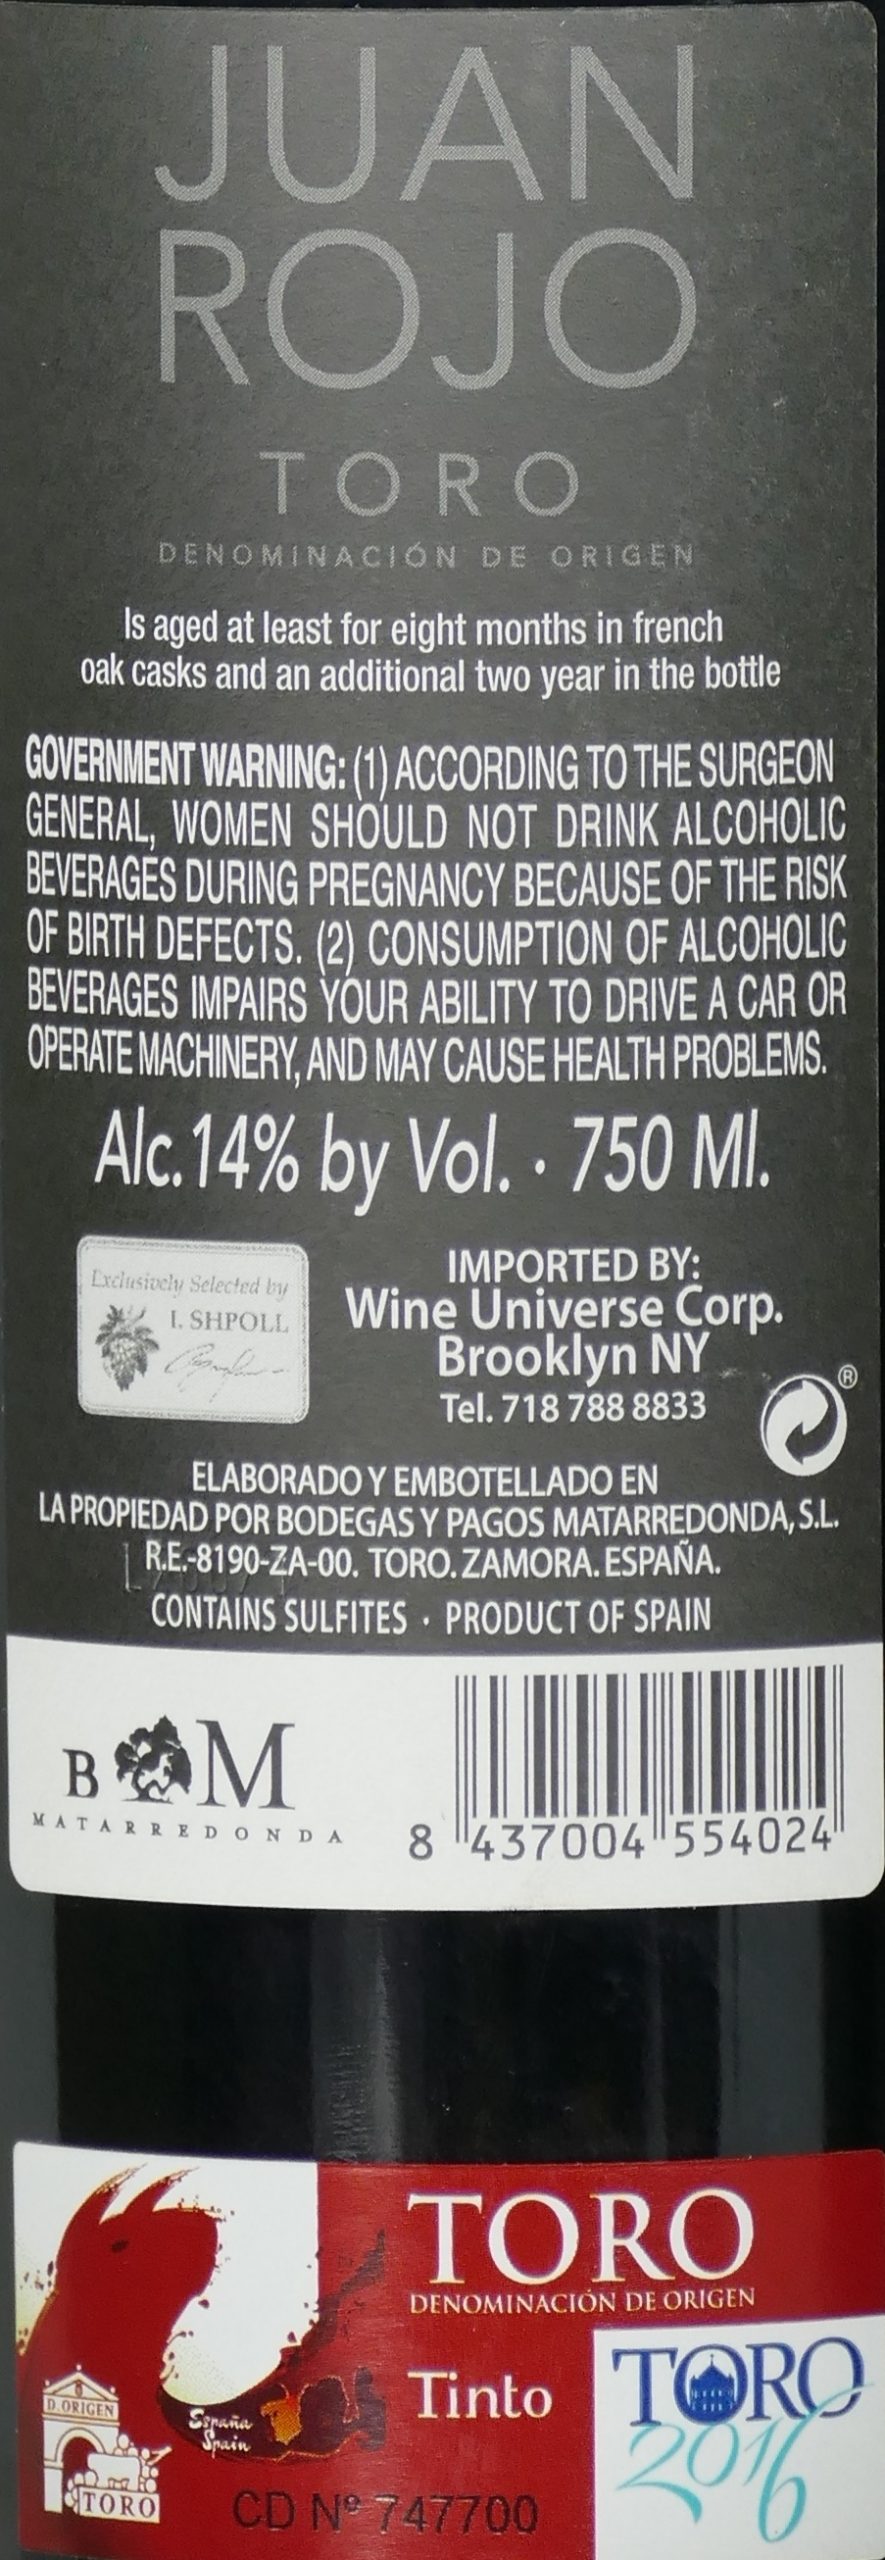 JUAN
ROJO
TORO
DENOMINACIÓN DE ORIGEN
Is aged at least for eight months in french
oak casks and an additional two year in the bottle
GOVERNMENT WARNING: (1) ACCORDING TO THE SURGEON
GENERAL, WOMEN SHOULD NOT DRINK ALCOHOLIC
BEVERAGES DURING PREGNANCY BECAUSE OF THE RISK
OF BIRTH DEFECTS. (2) CONSUMPTION OF ALCOHOLIC
BEVERAGES IMPAIRS YOUR ABILITY TO DRIVE A CAR OR
OPERATE MACHINERY, AND MAY CAUSE HEALTH PROBLEMS.
Alc.14% by Vol. · 750 Ml.
Exclusively Selected by
I. SHPOLL
IMPORTED BY:
Wine Universe Corp.
Brooklyn NY
Tel. 718 788 8833
®
ELABORADO Y EMBOTELLADO EN
LA PROPIEDAD POR BODEGAS Y PAGOS MATARREDONDA, S.L.
R.E.-8190-ZA-00. TORO. ZAMORA. ESPAÑA.
CONTAINS SULFITES · PRODUCT OF SPAIN
B M
MATARREDONDA
8 437004 554024
TORO
DENOMINACIÓN DE ORIGEN
Tinto
D. ORIGEN
TORO
España
Spain
CD Nº 747700
TORO
2016